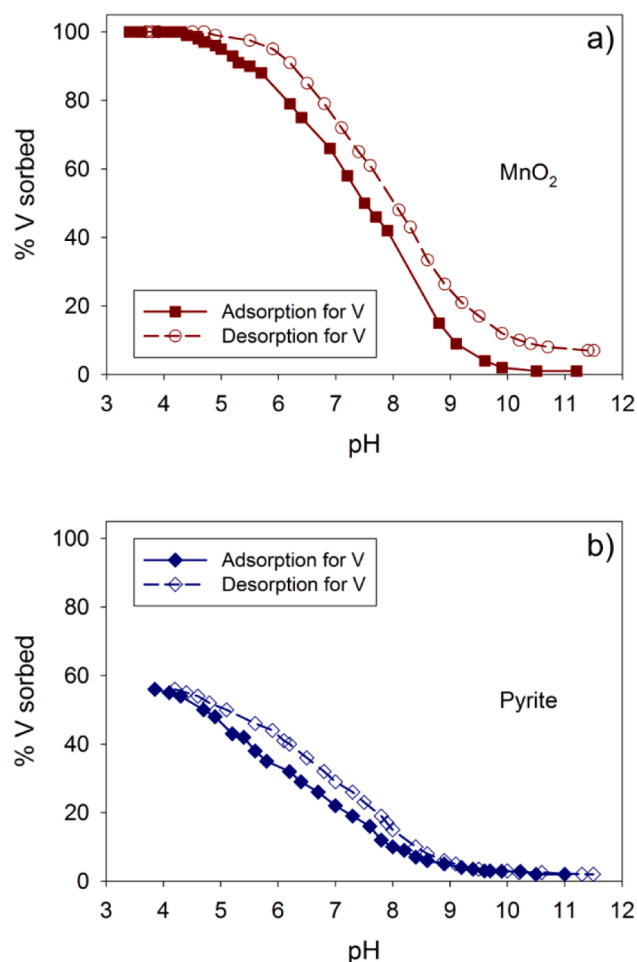 a)
100
80
60
40
20
0
% V sorbed
MnO₂
Adsorption for V
Desorption for V
3 4 5 6 7 8 9 10 11 12
pH
b)
100
80
60
40
20
0
% V sorbed
Adsorption for V
Desorption for V
Pyrite
3 4 5 6 7 8 9 10 11 12
pH